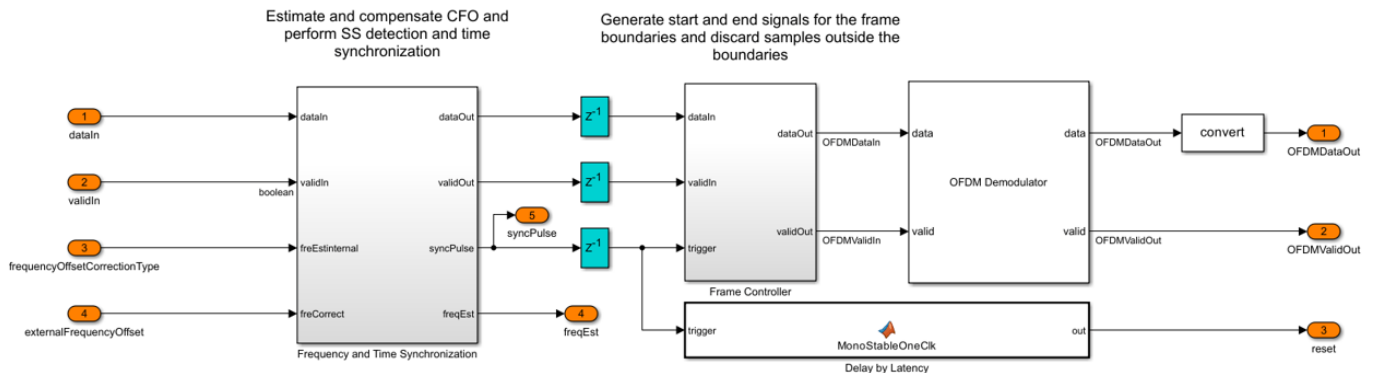 Estimate and compensate CFO and
perform SS detection and time
synchronization
Generate start and end signals for the frame
boundaries and discard samples outside the
boundaries
1
dataIn
2
validIn
boolean
3
frequencyOffsetCorrectionType
4
externalFrequencyOffset
dataIn
validIn
freEstinternal
freCorrect
dataOut
validOut
syncPulse
freqEst
Frequency and Time Synchronization
5
syncPulse
4
freqEst
Z-1
Z-1
Z-1
dataIn
validIn
trigger
dataOut
validOut
Frame Controller
OFDMDataIn
OFDMValidIn
data
valid
OFDM Demodulator
data
valid
OFDMDataOut
OFDMValidOut
convert
1
OFDMDataOut
2
OFDMValidOut
trigger
MonoStableOneClk
out
Delay by Latency
3
reset